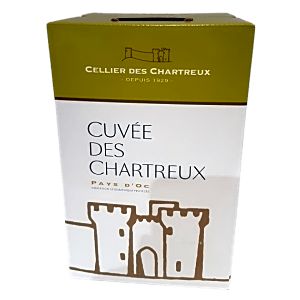 CELLIER DES CHARTREUX
- DEPUIS 1929 -
CUVÉE
DES
CHARTREUX
PAYS D'OC